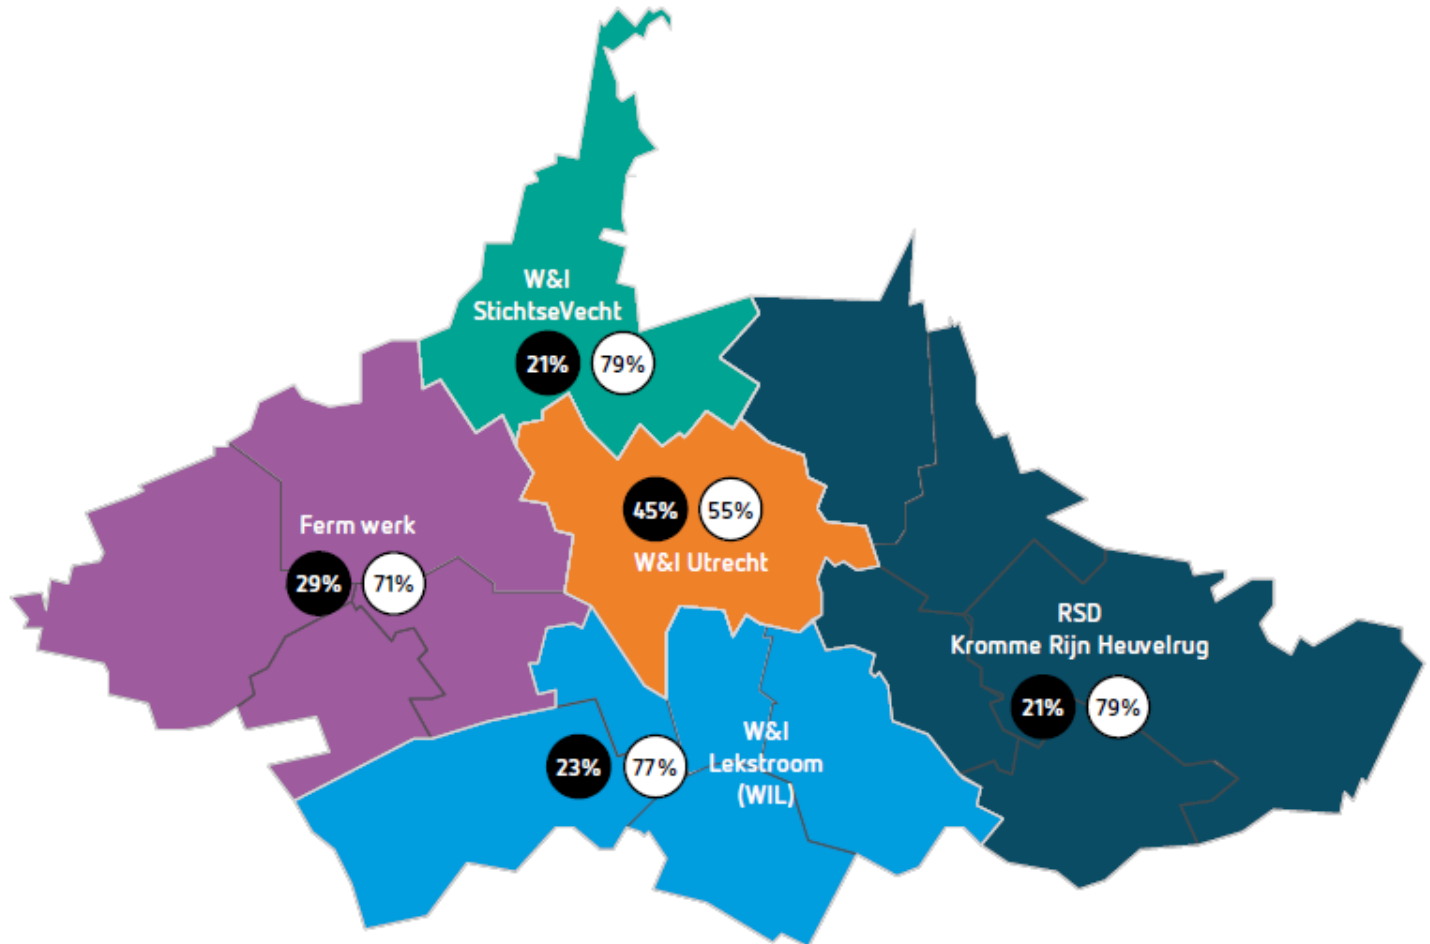 W&I
StichtseVecht
21% 79%
45% 55%
W&I Utrecht
Ferm werk
29% 71%
RSD
Kromme Rijn Heuvelrug
21% 79%
W&I
Lekstroom
(WIL)
23% 77%